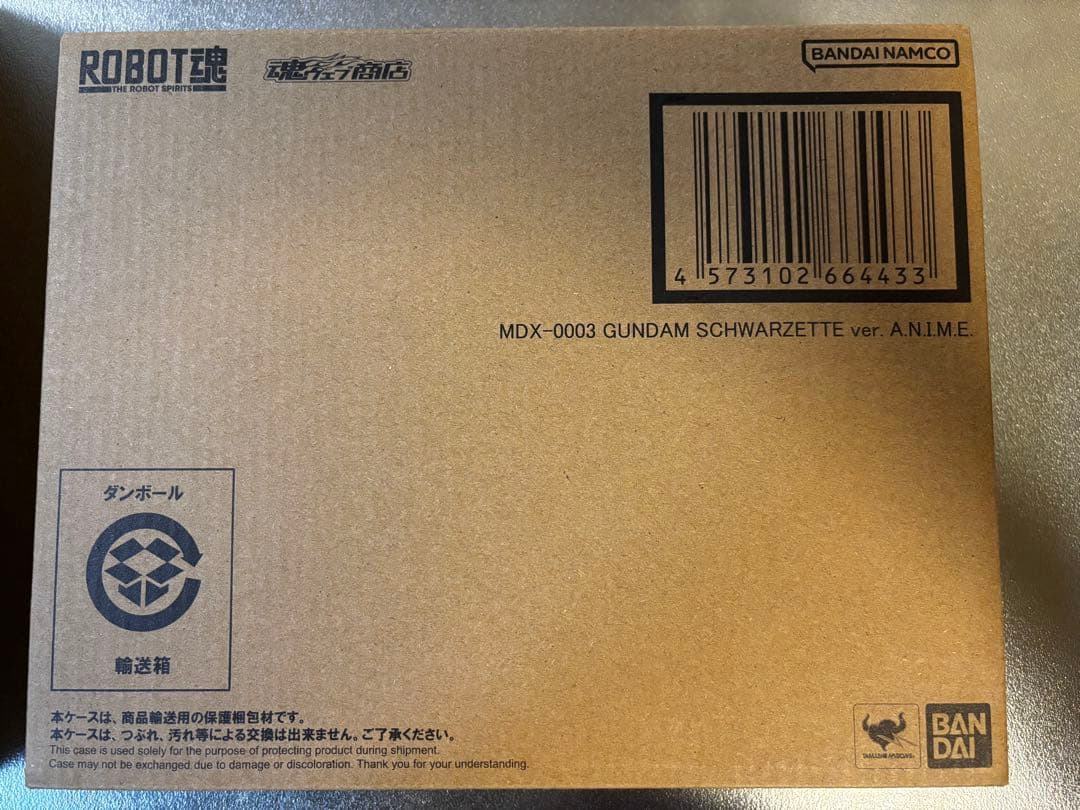 ROBOT魂
THE ROBOT SPIRITS
魂ウェブ商店
BANDAI NAMCO
4 573102 664433
MDX-0003 GUNDAM SCHWARZETTE ver. A.N.I.M.E.
ダンボール
輸送箱
本ケースは、商品輸送用の保護梱包材です。
本ケースは、つぶれ、汚れ等による交換は出来ません。ご了承ください。
This case is used solely for the purpose of protecting product during shipment.
Case may not be exchanged due to damage or discoloration. Thank you for your understanding.
TAMASHII NATIONS
BAN
DAI